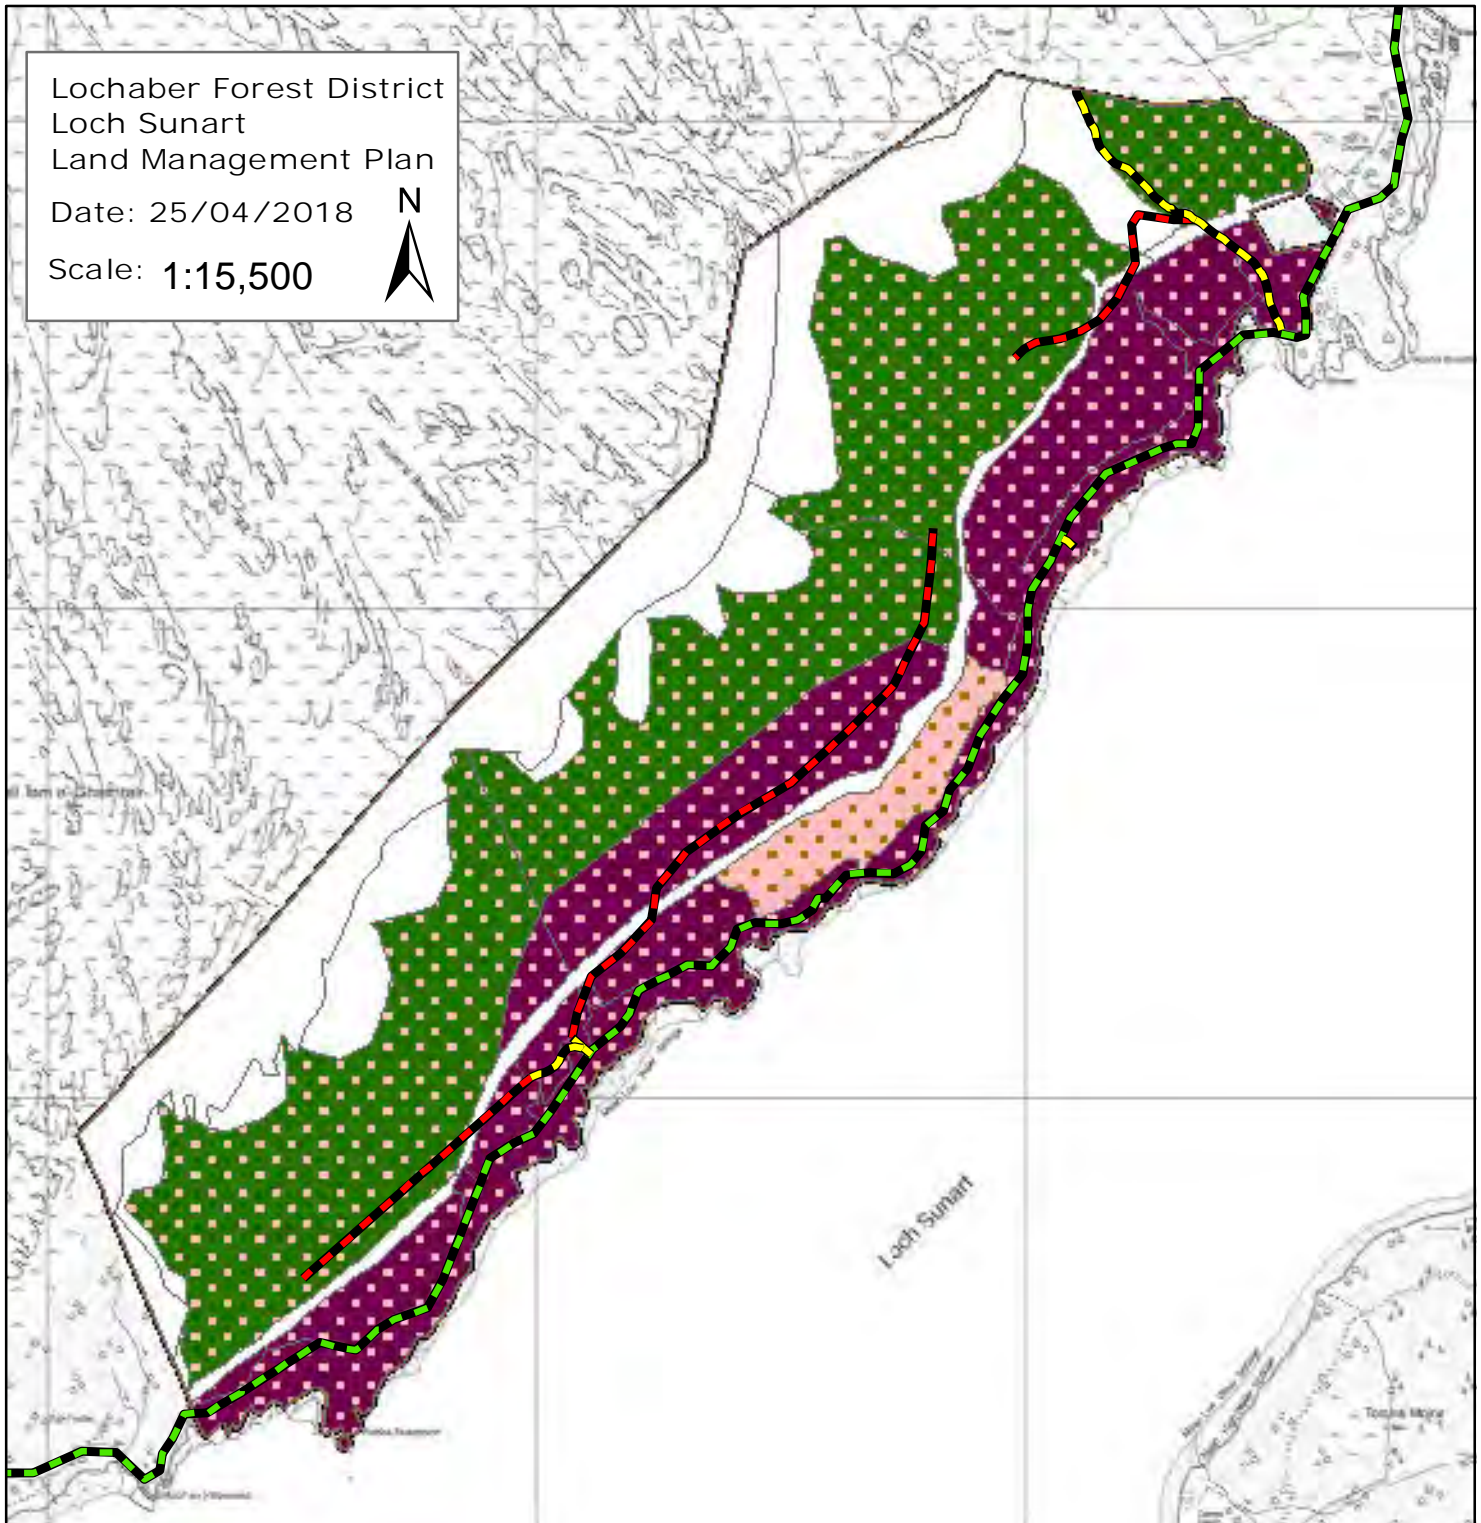 Lochaber Forest District
Loch Sunart
Land Management Plan
Date: 25/04/2018
N
Scale: 1:15,500
Loch Sunart